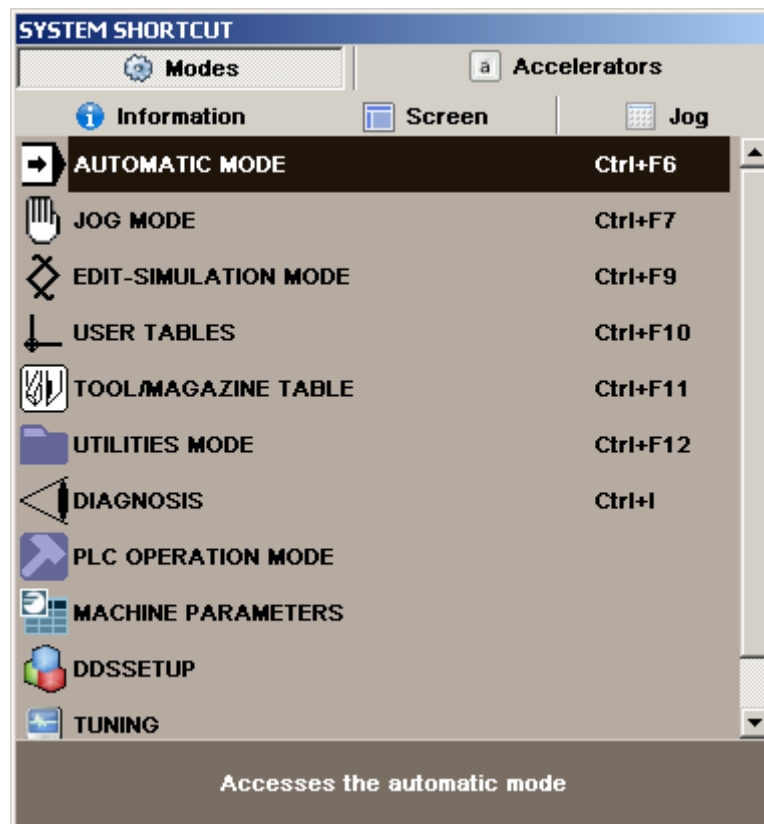 SYSTEM SHORTCUT
Modes a Accelerators
Information Screen Jog
AUTOMATIC MODE Ctrl+F6
JOG MODE Ctrl+F7
EDIT-SIMULATION MODE Ctrl+F9
USER TABLES Ctrl+F10
TOOL/MAGAZINE TABLE Ctrl+F11
UTILITIES MODE Ctrl+F12
DIAGNOSIS Ctrl+I
PLC OPERATION MODE
MACHINE PARAMETERS
DDSSETUP
TUNING
Accesses the automatic mode